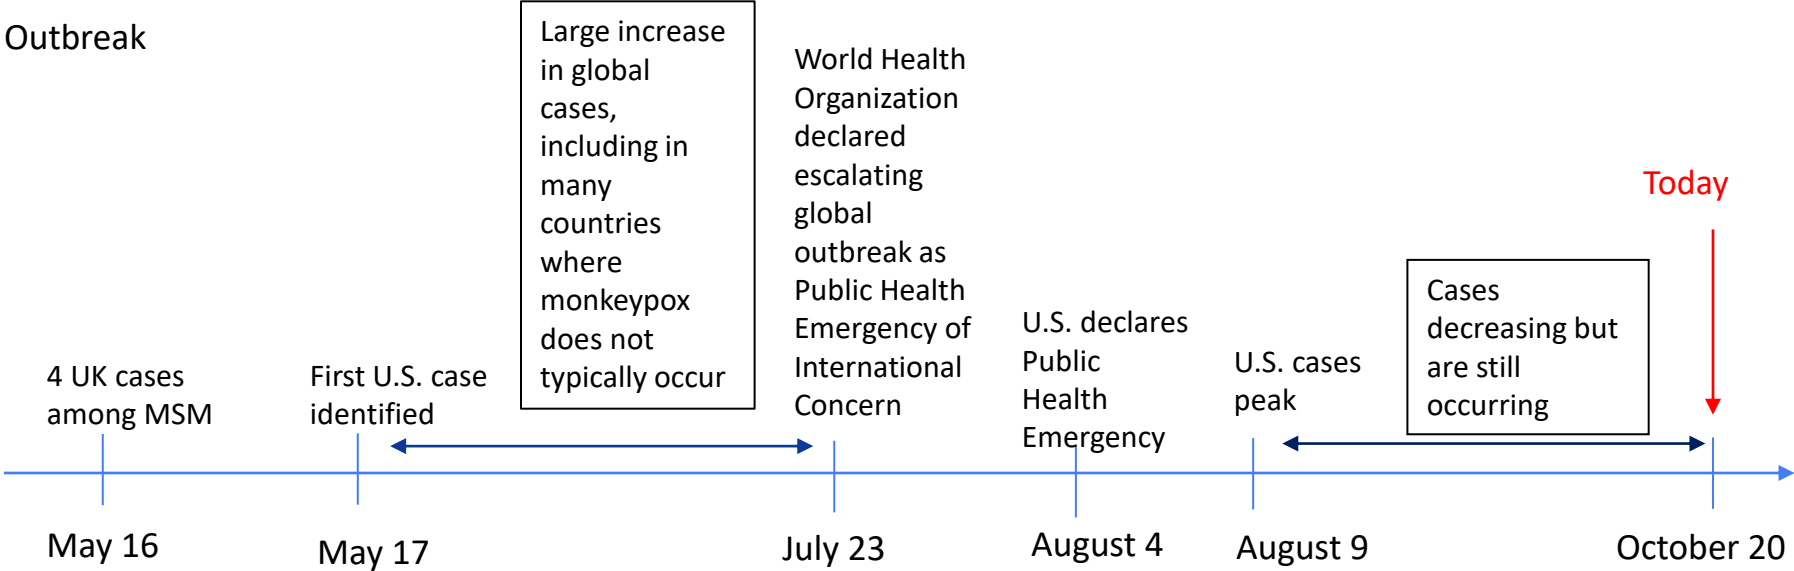 Outbreak
4 UK cases
among MSM
First U.S. case
identified
Large increase
in global
cases,
including in
many
countries
where
monkeypox
does not
typically occur
World Health
Organization
declared
escalating
global
outbreak as
Public Health
Emergency of
International
Concern
U.S. declares
Public
Health
Emergency
U.S. cases
peak
Cases
decreasing but
are still
occurring
Today
May 16
May 17
July 23
August 4
August 9
October 20